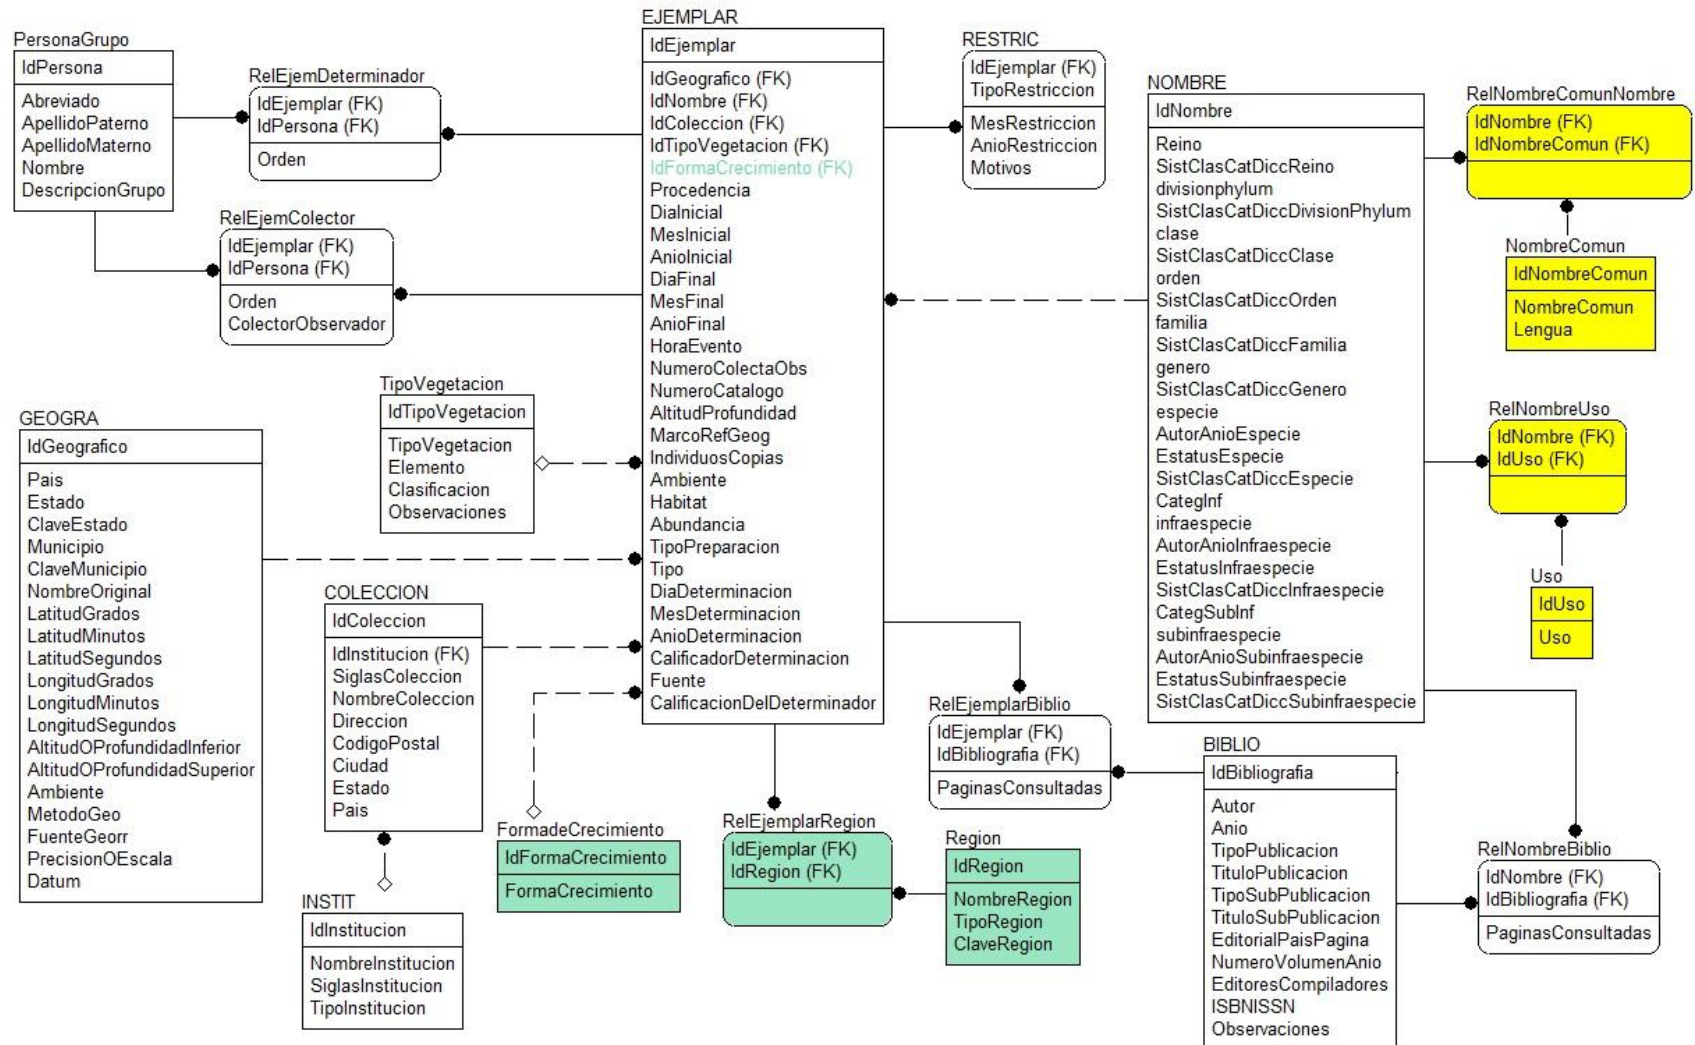 PersonaGrupo
IdPersona
Abreviado
ApellidoPaterno
ApellidoMaterno
Nombre
DescripcionGrupo
RelEjemDeterminador
IdEjemplar (FK)
IdPersona (FK)
Orden
RelEjemColector
IdEjemplar (FK)
IdPersona (FK)
Orden
ColectorObservador
EJEMPLAR
IdEjemplar
IdGeografico (FK)
IdNombre (FK)
IdColeccion (FK)
IdTipoVegetacion (FK)
IdFormaCrecimiento (FK)
Procedencia
DiaInicial
MesInicial
AnioInicial
DiaFinal
MesFinal
AnioFinal
HoraEvento
NumeroColectaObs
NumeroCatalogo
AltitudProfundidad
MarcoRefGeog
IndividuosCopias
Ambiente
Habitat
Abundancia
TipoPreparacion
Tipo
DiaDeterminacion
MesDeterminacion
AnioDeterminacion
CalificadorDeterminacion
Fuente
CalificacionDelDeterminador
RESTRIC
IdEjemplar (FK)
TipoRestriccion
MesRestriccion
AnioRestriccion
Motivos
NOMBRE
IdNombre
Reino
SistClasCatDiccReino
divisionphylum
SistClasCatDiccDivisionPhylum
clase
SistClasCatDiccClase
orden
SistClasCatDiccOrden
familia
SistClasCatDiccFamilia
genero
SistClasCatDiccGenero
especie
AutorAnioEspecie
EstatusEspecie
SistClasCatDiccEspecie
CategInf
infraespecie
AutorAnioInfraespecie
EstatusInfraespecie
SistClasCatDiccInfraespecie
CategSubInf
subinfraespecie
AutorAnioSubinfraespecie
EstatusSubinfraespecie
SistClasCatDiccSubinfraespecie
RelNombreComunNombre
IdNombre (FK)
IdNombreComun (FK)
NombreComun
IdNombreComun
NombreComun
Lengua
RelNombreUso
IdNombre (FK)
IdUso (FK)
Uso
IdUso
Uso
TipoVegetacion
IdTipoVegetacion
TipoVegetacion
Elemento
Clasificacion
Observaciones
GEOGRA
IdGeografico
Pais
Estado
ClaveEstado
Municipio
ClaveMunicipio
NombreOriginal
LatitudGrados
LatitudMinutos
LatitudSegundos
LongitudGrados
LongitudMinutos
LongitudSegundos
AltitudOProfundidadInferior
AltitudOProfundidadSuperior
Ambiente
MetodoGeo
FuenteGeorr
PrecisionOEscala
Datum
COLECCION
IdColeccion
IdInstitucion (FK)
SiglasColeccion
NombreColeccion
Direccion
CodigoPostal
Ciudad
Estado
Pais
INSTIT
IdInstitucion
NombreInstitucion
SiglasInstitucion
TipoInstitucion
FormadeCrecimiento
IdFormaCrecimiento
FormaCrecimiento
RelEjemplarRegion
IdEjemplar (FK)
IdRegion (FK)
Region
IdRegion
NombreRegion
TipoRegion
ClaveRegion
RelEjemplarBiblio
IdEjemplar (FK)
IdBibliografia (FK)
PaginasConsultadas
BIBLIO
IdBibliografia
Autor
Anio
TipoPublicacion
TituloPublicacion
TipoSubPublicacion
TituloSubPublicacion
EditorialPaisPagina
NumeroVolumenAnio
EditoresCompiladores
ISBNISSN
Observaciones
RelNombreBiblio
IdNombre (FK)
IdBibliografia (FK)
PaginasConsultadas